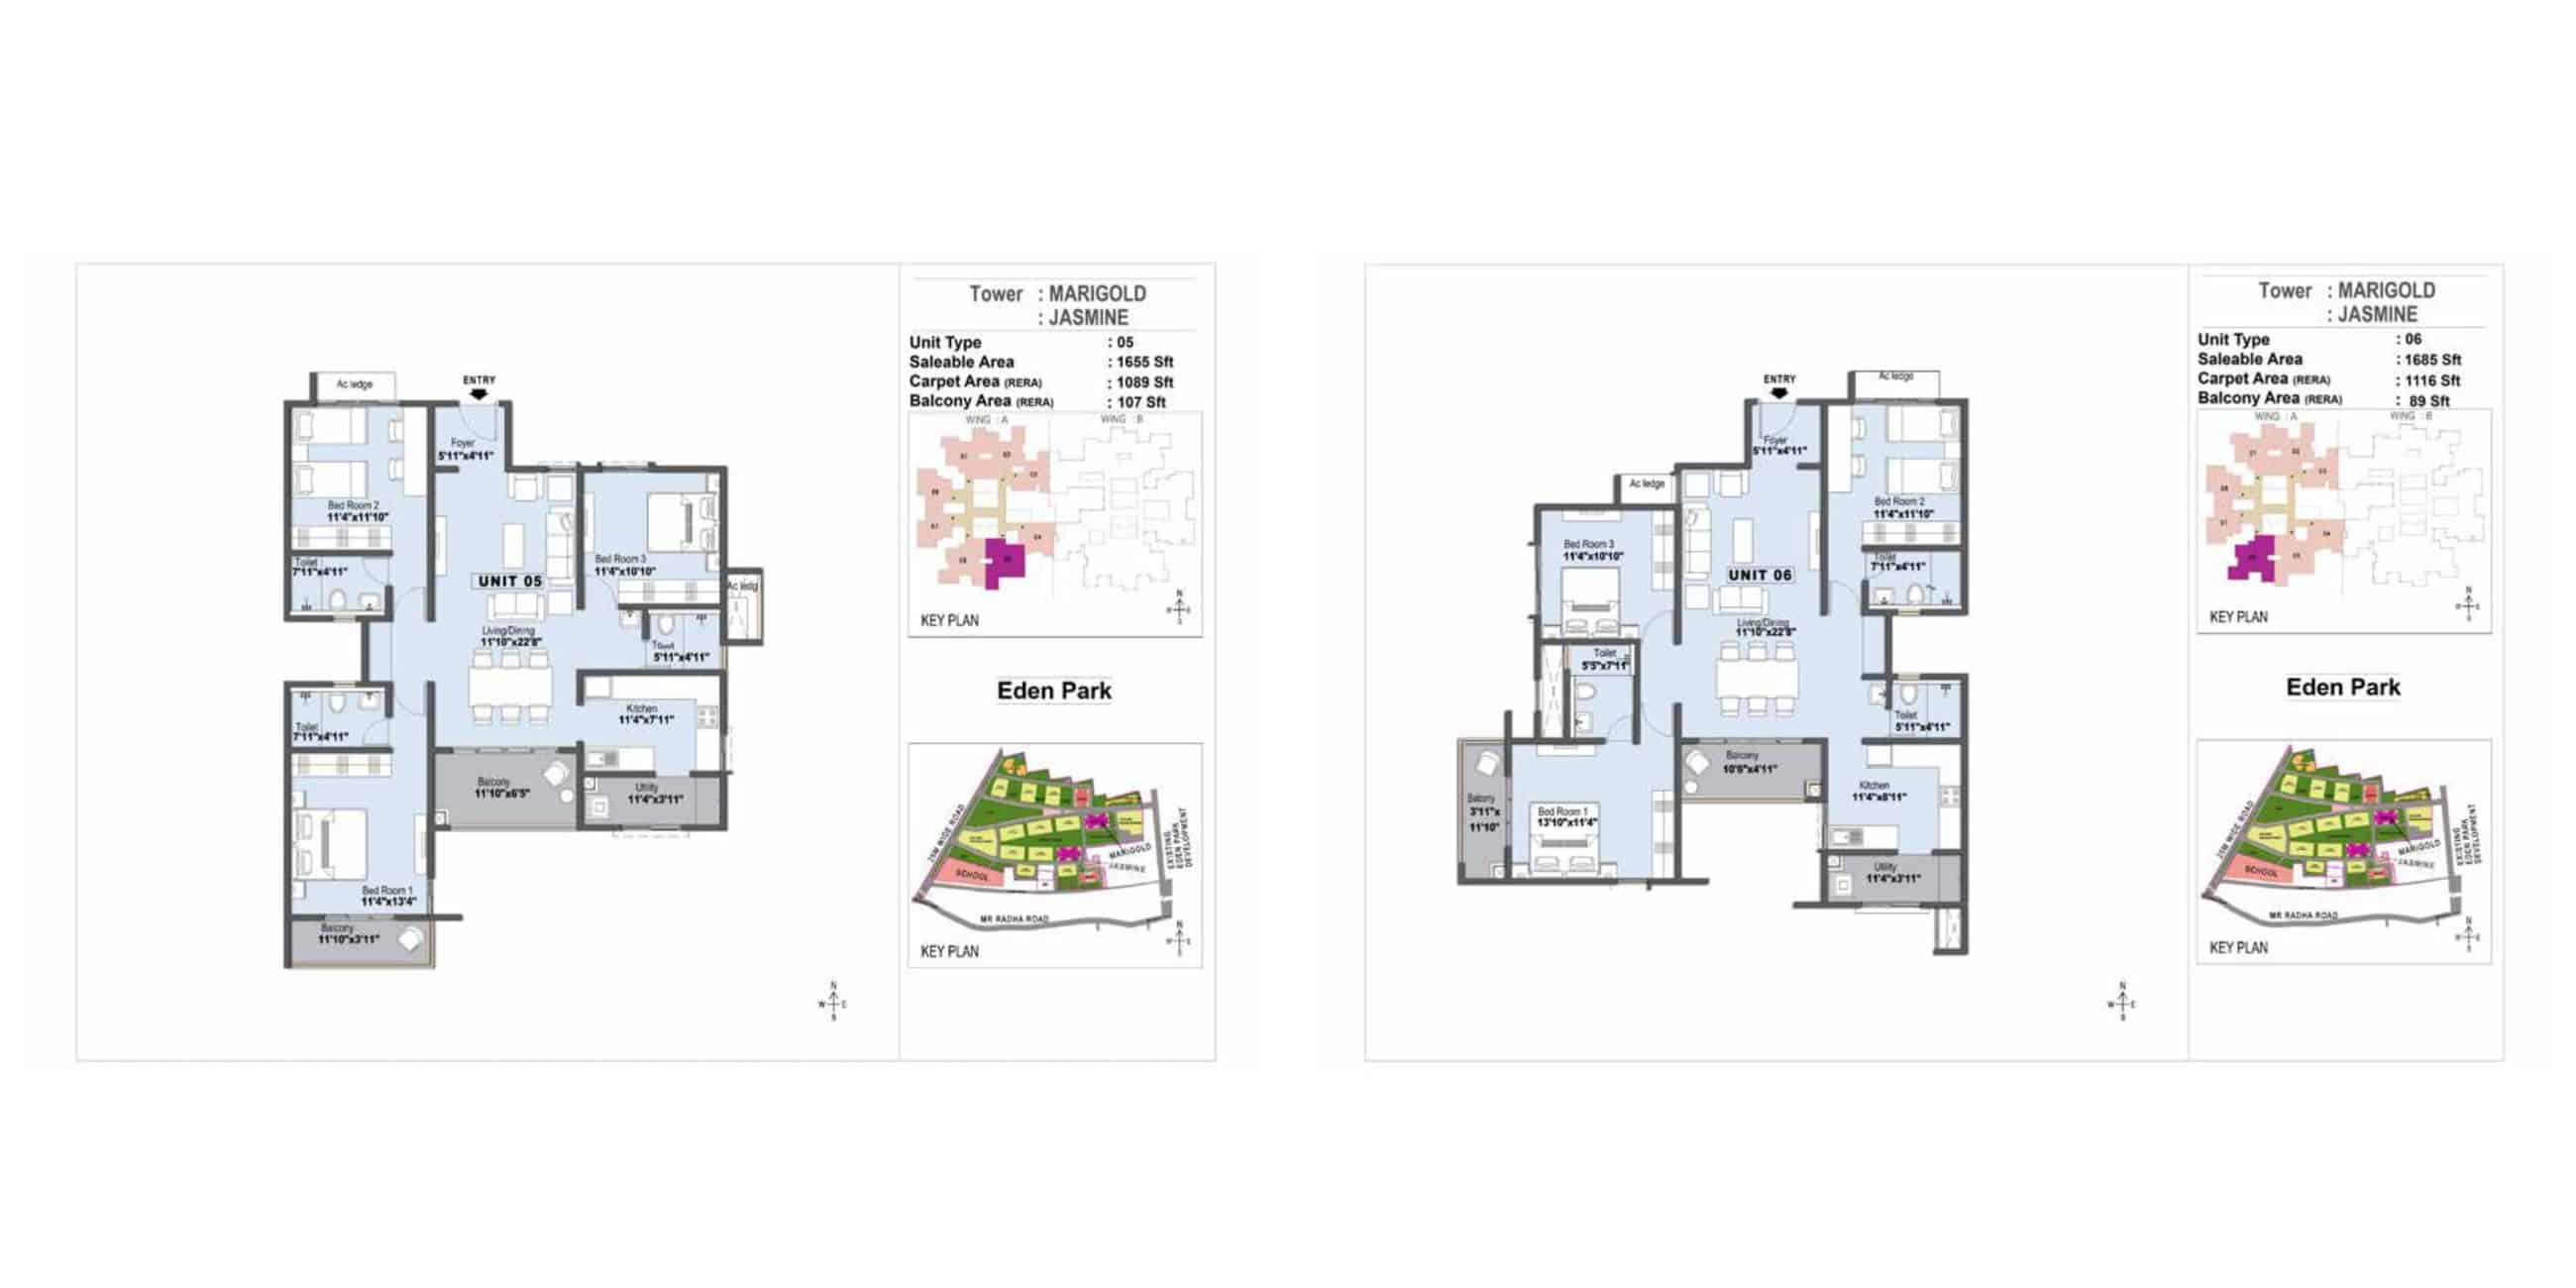 Ac ledge
ENTRY
Foyer
5'11"x4'11"
Bed Room 2
11'4"x11'10"
Toilet
7'11"x4'11"
UNIT 05
Bed Room 3
11'4"x10'10"
Ac ledg
Living/Dining
11'10"x22'8"
Toilet
5'11"x4'11"
Toilet
7'11"x4'11"
Kitchen
11'4"x7'11"
Balcony
11'10"x6'5"
Utility
11'4"x3'11"
Bed Room 1
11'4"x13'4"
Balcony
11'10"x3'11"
N
W E
S
Tower : MARIGOLD
: JASMINE
Unit Type : 05
Saleable Area : 1655 Sft
Carpet Area (RERA) : 1089 Sft
Balcony Area (RERA) : 107 Sft
WING : A WING : B
N
W E
KEY PLAN
Eden Park
25M WIDE ROAD
SCHOOL
MARIGOLD
JASMINE
EXISTING
EDEN PARK
DEVELOPMENT
MR RADHA ROAD
N
W E
KEY PLAN
Ac ledge
ENTRY
Foyer
5'11"x4'11"
Ac ledge
Bed Room 2
11'4"x11'10"
Bed Room 3
11'4"x10'10"
Toilet
7'11"x4'11"
UNIT 06
Living/Dining
11'10"x22'8"
Toilet
5'5"x7'11"
Toilet
5'11"x4'11"
Balcony
10'6"x4'11"
Kitchen
11'4"x8'11"
Balcony
3'11"x
11'10"
Bed Room 1
13'10"x11'4"
Utility
11'4"x3'11"
N
W E
S
Tower : MARIGOLD
: JASMINE
Unit Type : 06
Saleable Area : 1685 Sft
Carpet Area (RERA) : 1116 Sft
Balcony Area (RERA) : 89 Sft
WING : A WING : B
N
W E
KEY PLAN
Eden Park
25M WIDE ROAD
SCHOOL
MARIGOLD
JASMINE
EXISTING
EDEN PARK
DEVELOPMENT
MR RADHA ROAD
N
W E
KEY PLAN